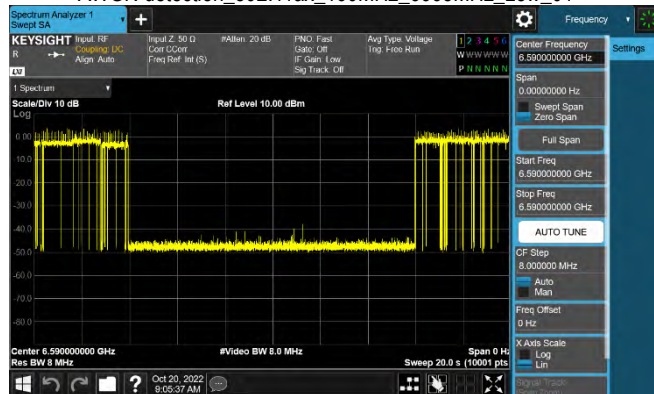 Spectrum Analyzer 1
Swept SA
Frequency
KEYSIGHT
Input: RF
R
Coupling: DC
Align: Auto
LXI
Input Z: 50 Ω
Corr CCorr
Freq Ref: Int (S)
#Atten: 20 dB
PNO: Fast
Gate: Off
IF Gain: Low
Sig Track: Off
Avg Type: Voltage
Trig: Free Run
1 2 3 4 5 6
W W W W W W
P N N N N N
1 Spectrum
Scale/Div 10 dB
Ref Level 10.00 dBm
Log
0.00
-10.0
-20.0
-30.0
-40.0
-50.0
-60.0
-70.0
-80.0
Center 6.590000000 GHz
Res BW 8 MHz
#Video BW 8.0 MHz
Span 0 Hz
Sweep 20.0 s (10001 pts
Oct 20, 2022
9:05:37 AM
?
Center Frequency
6.590000000 GHz
Settings
Span
0.00000000 Hz
Swept Span
Zero Span
Full Span
Start Freq
6.590000000 GHz
Stop Freq
6.590000000 GHz
AUTO TUNE
CF Step
8.000000 MHz
Auto
Man
Freq Offset
0 Hz
X Axis Scale
Log
Lin
Signal Track